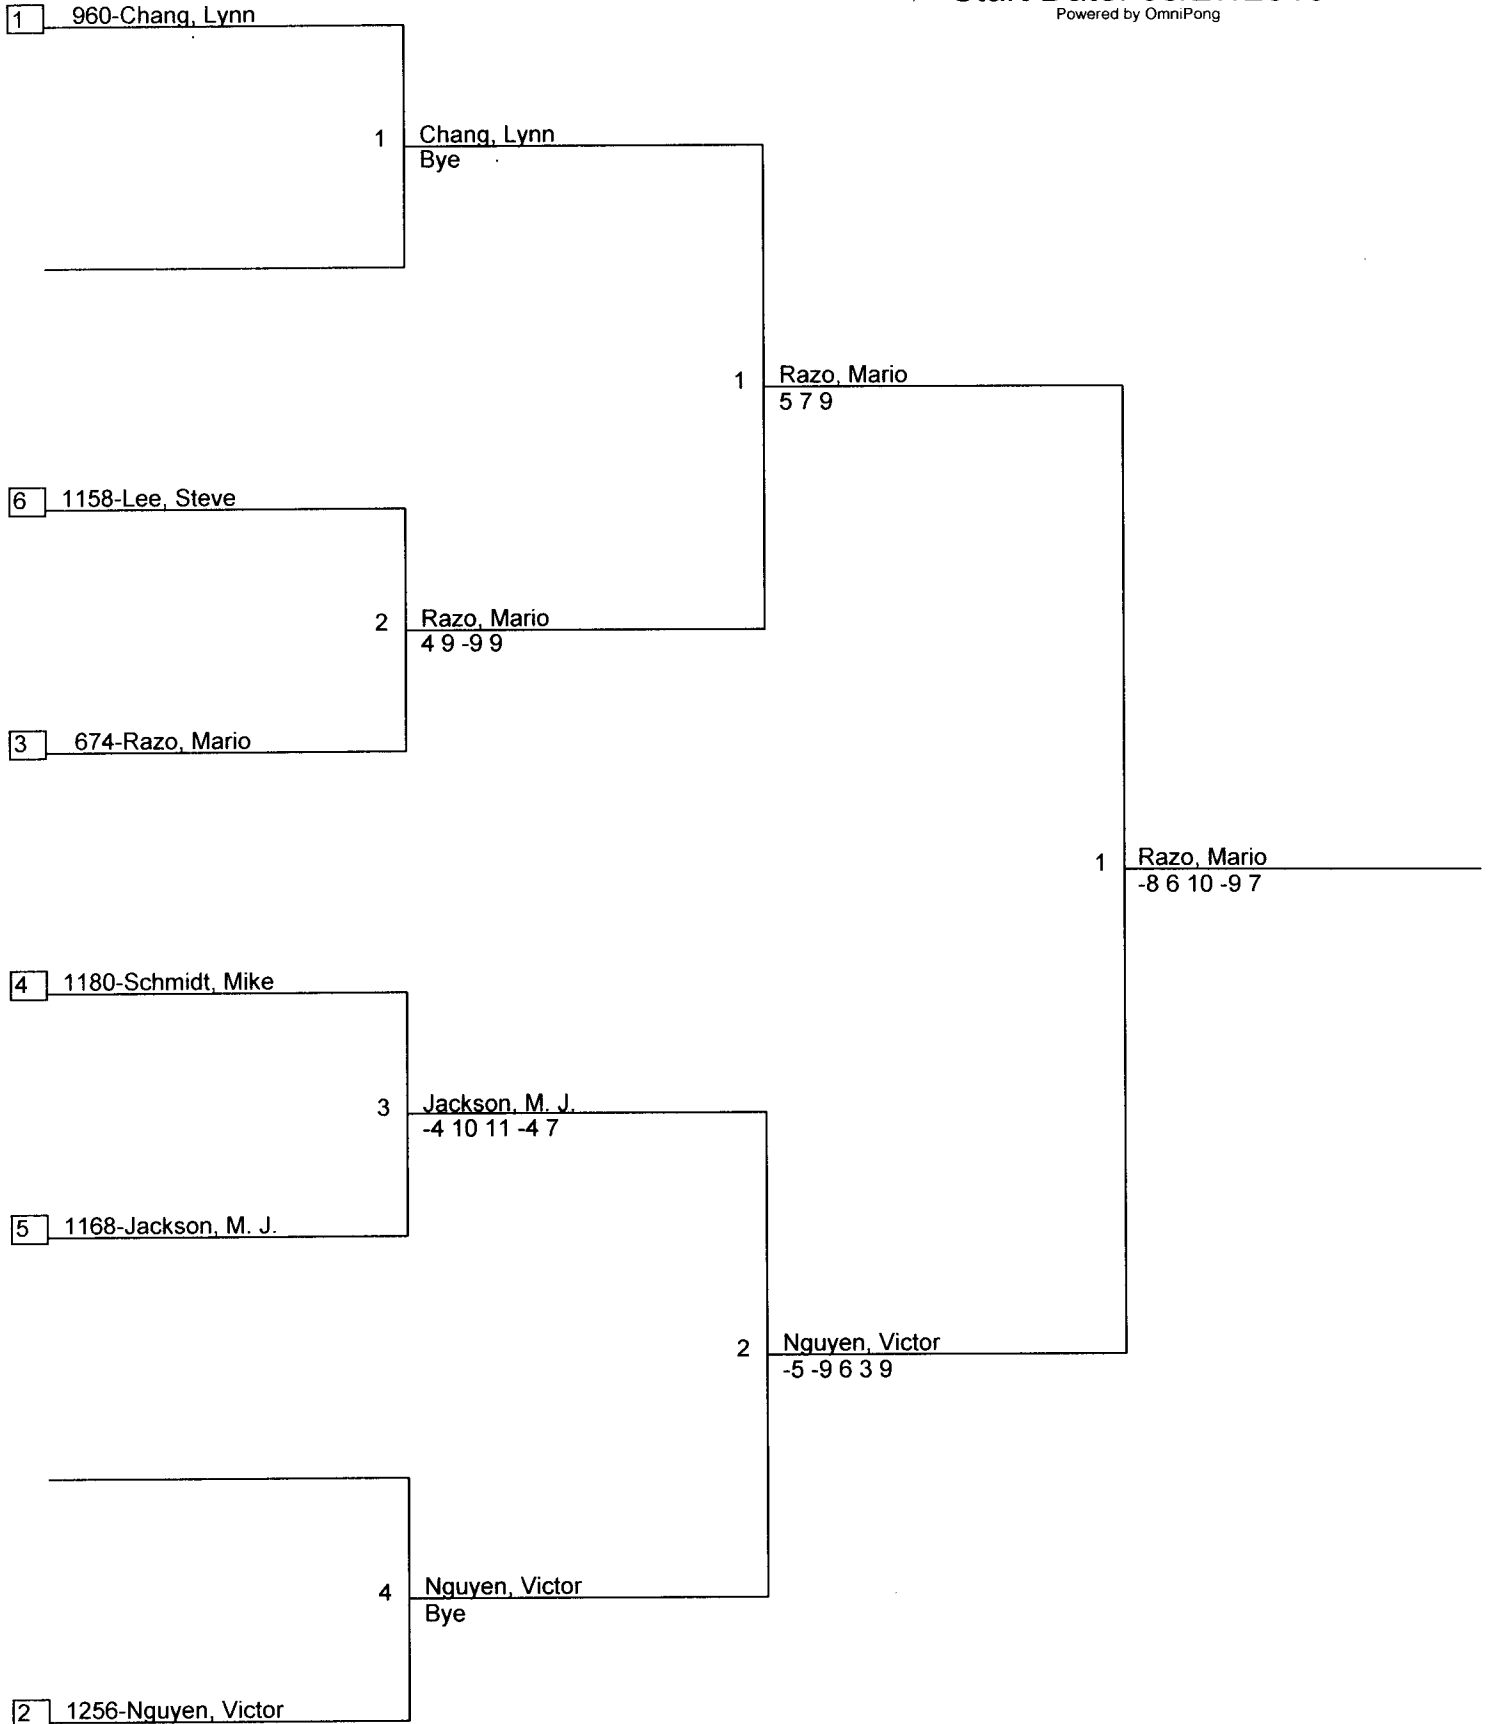 Powered by OmniPong
1 960-Chang, Lynn
1 Chang, Lynn
Bye
1 Razo, Mario
5 7 9
6 1158-Lee, Steve
2 Razo, Mario
4 9 -9 9
3 674-Razo, Mario
1 Razo, Mario
-8 6 10 -9 7
4 1180-Schmidt, Mike
3 Jackson, M. J.
-4 10 11 -4 7
5 1168-Jackson, M. J.
2 Nguyen, Victor
-5 -9 6 3 9
4 Nguyen, Victor
Bye
2 1256-Nguyen, Victor